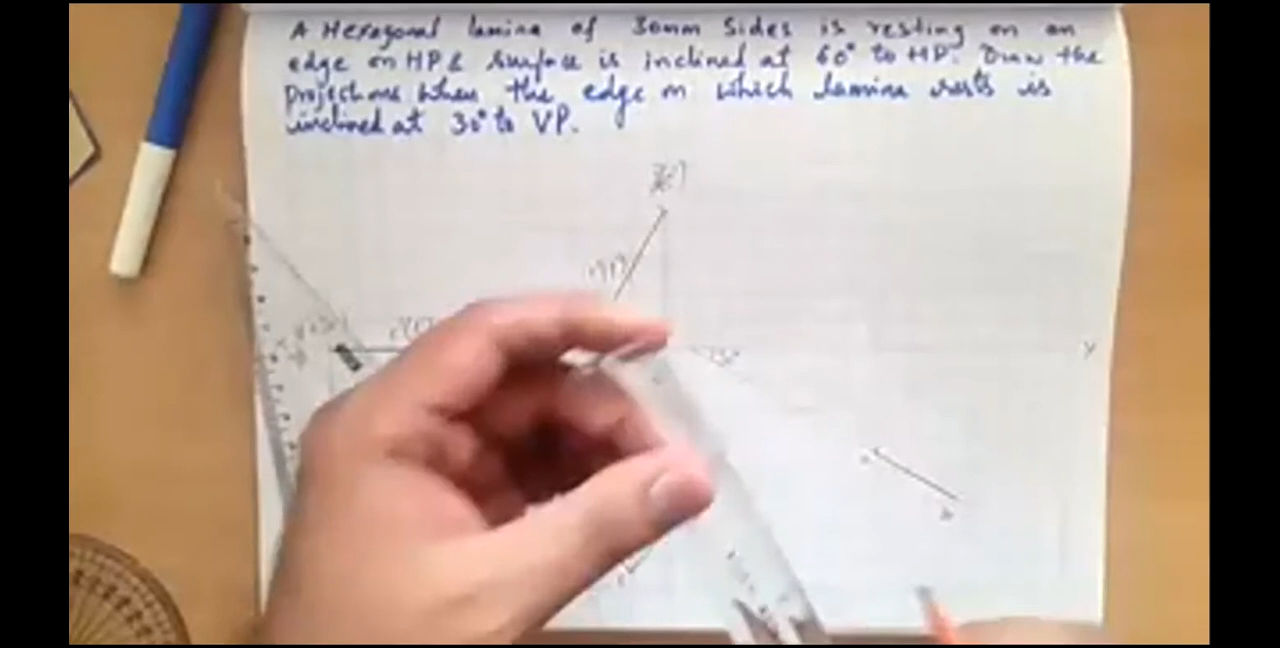 A Hexagonal lamina of 30mm Sides is resting on an
edge on HP & surface is inclined at 60° to HP. Draw the
Projections when the edge on which lamina rests is
inclined at 30° to VP.
30°
y